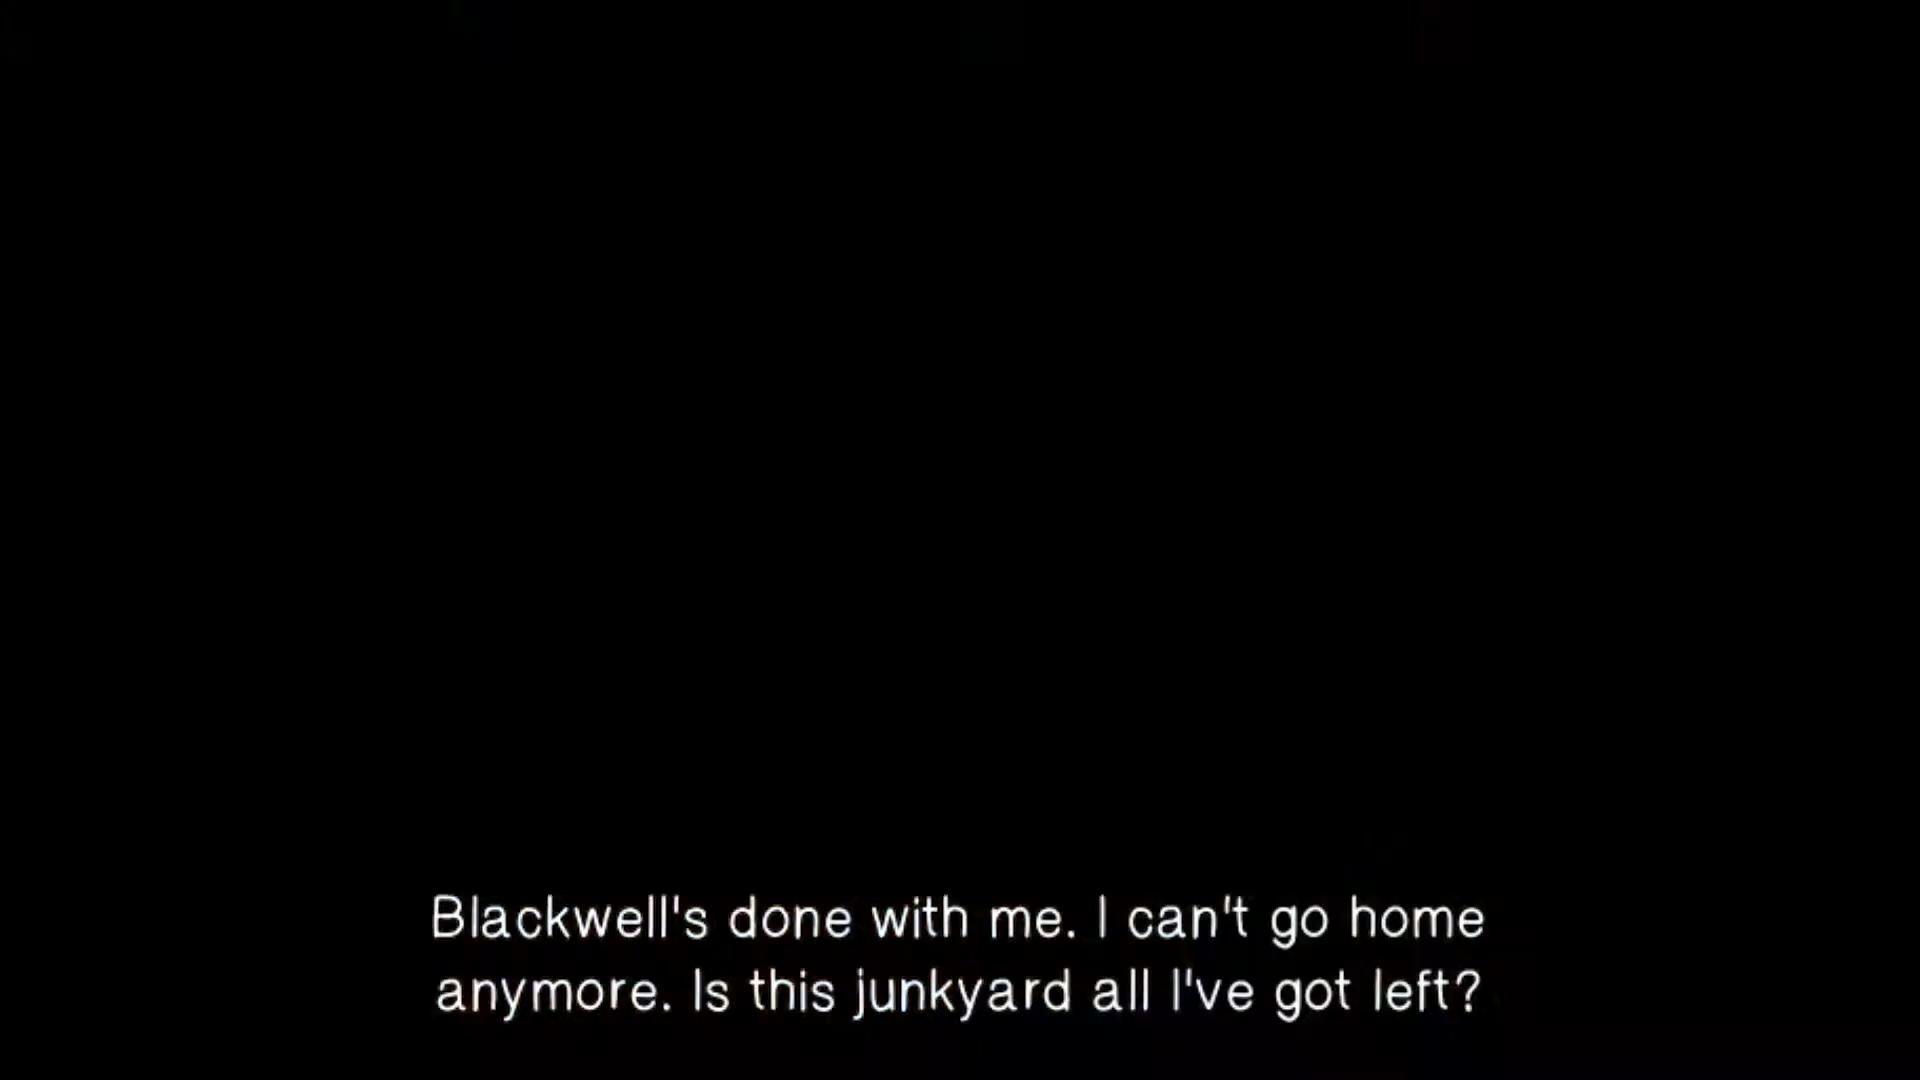 Blackwell's done with me. I can't go home
anymore. Is this junkyard all I've got left?